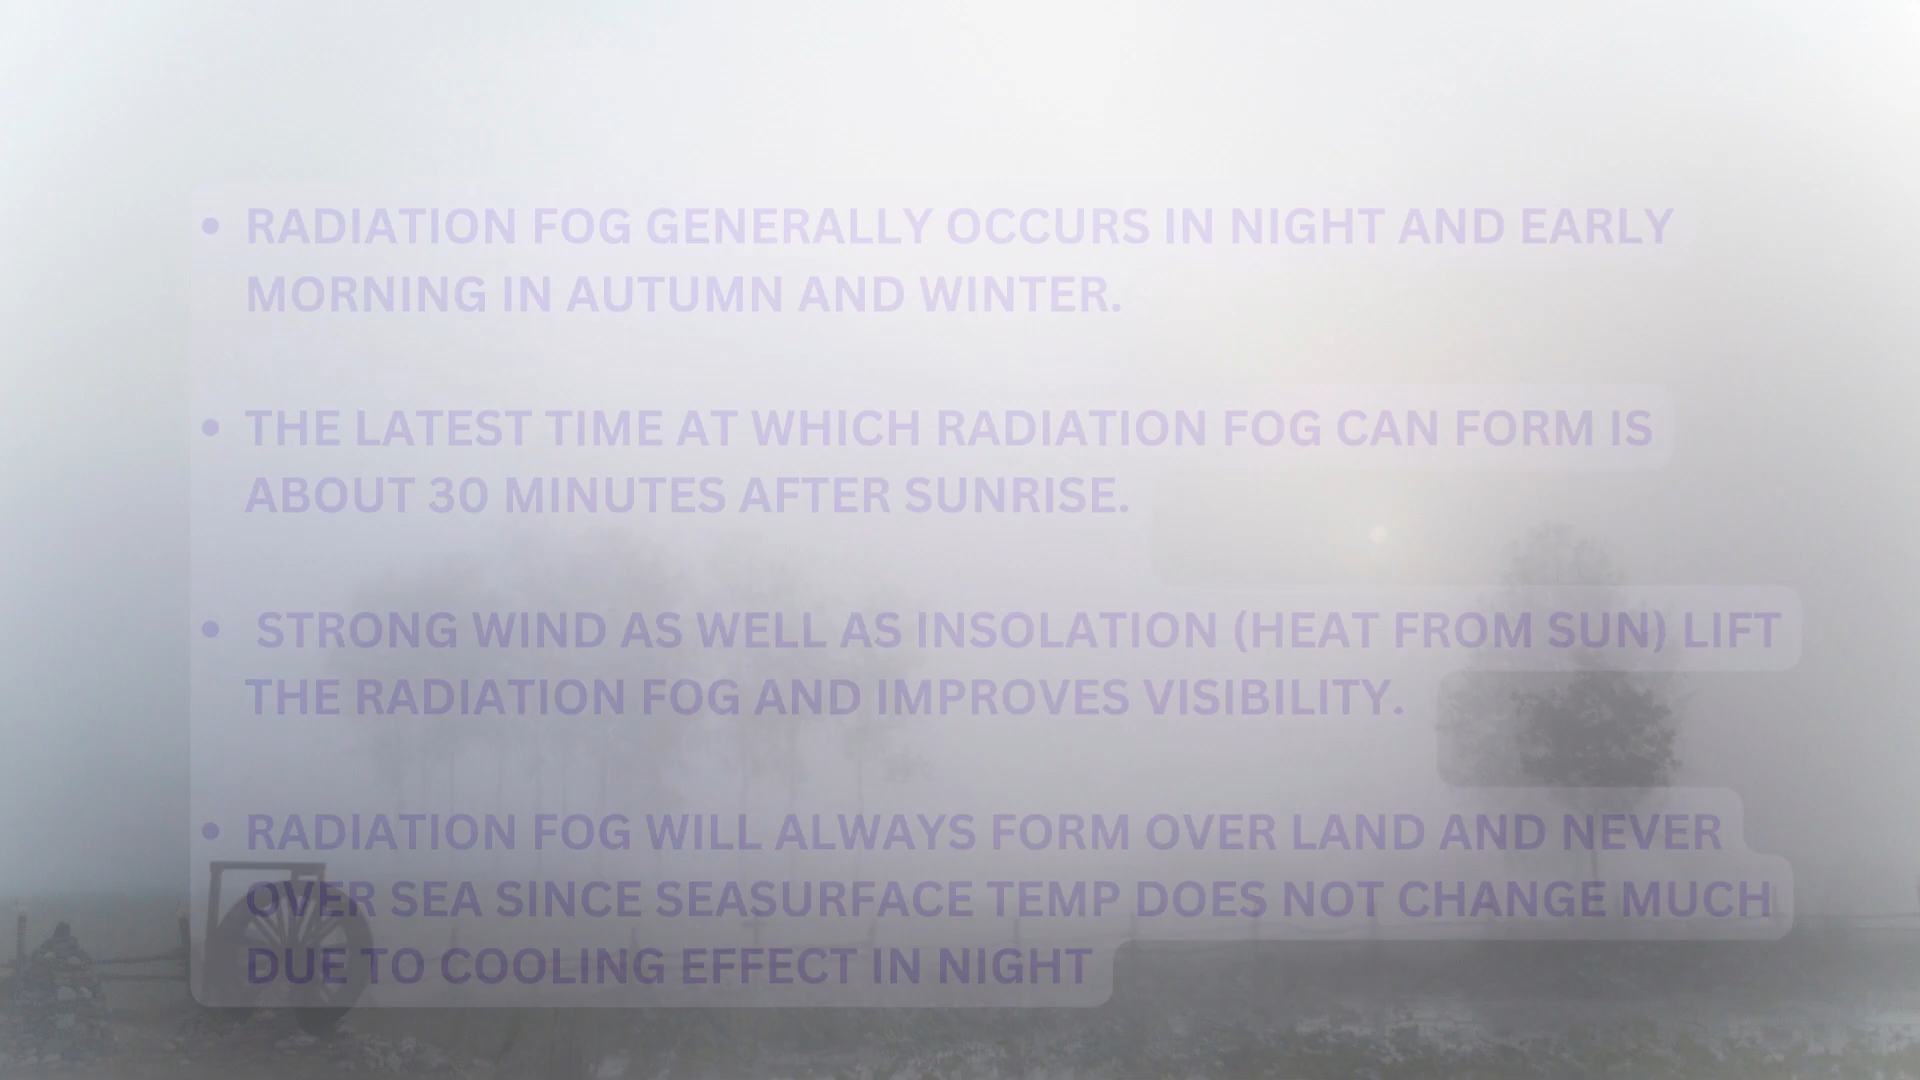 • RADIATION FOG GENERALLY OCCURS IN NIGHT AND EARLY
MORNING IN AUTUMN AND WINTER.
• THE LATEST TIME AT WHICH RADIATION FOG CAN FORM IS
ABOUT 30 MINUTES AFTER SUNRISE.
• STRONG WIND AS WELL AS INSOLATION (HEAT FROM SUN) LIFT
THE RADIATION FOG AND IMPROVES VISIBILITY.
• RADIATION FOG WILL ALWAYS FORM OVER LAND AND NEVER
OVER SEA SINCE SEASURFACE TEMP DOES NOT CHANGE MUCH
DUE TO COOLING EFFECT IN NIGHT